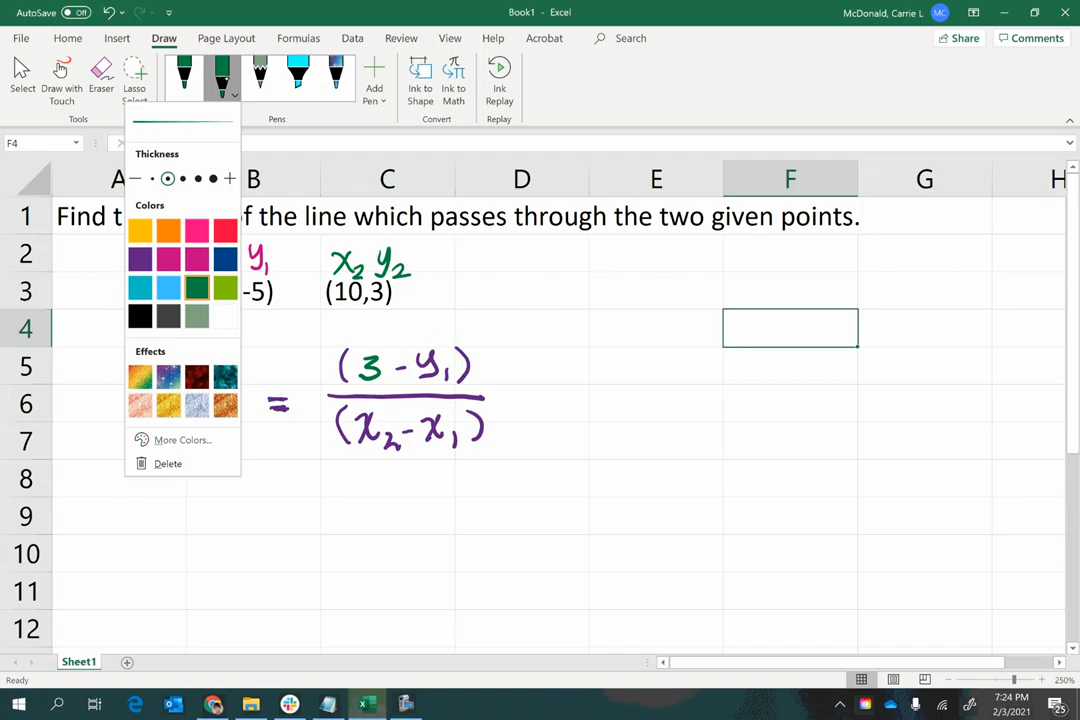 AutoSave Off Book1 - Excel McDonald, Carrie L MC
File Home Insert Draw Page Layout Formulas Data Review View Help Acrobat Search Share Comments
Select Draw with Touch Eraser Lasso Select Add Pen Ink to Shape Ink to Math Ink Replay
Tools Pens Convert Replay
F4
Thickness
Colors
Effects
More Colors...
Delete
A B C D E F G H
1 Find t of the line which passes through the two given points.
2 y₁ x₂ y₂
3 -5) (10,3)
4
5 (3 - y₁)
6 =
7 (x₂ - x₁)
8
9
10
11
12
Sheet1
Ready 250%
7:24 PM
2/3/2021 25